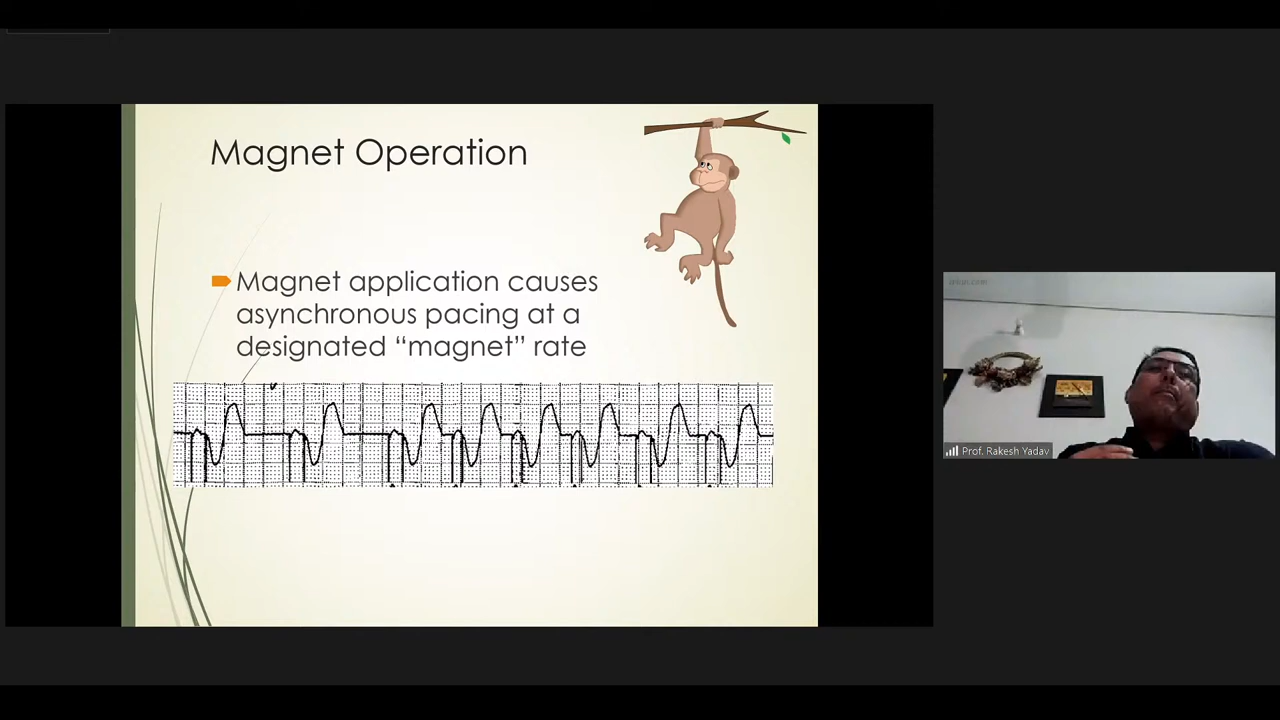 Magnet Operation
Magnet application causes
asynchronous pacing at a
designated “magnet” rate
Prof. Rakesh Yadav